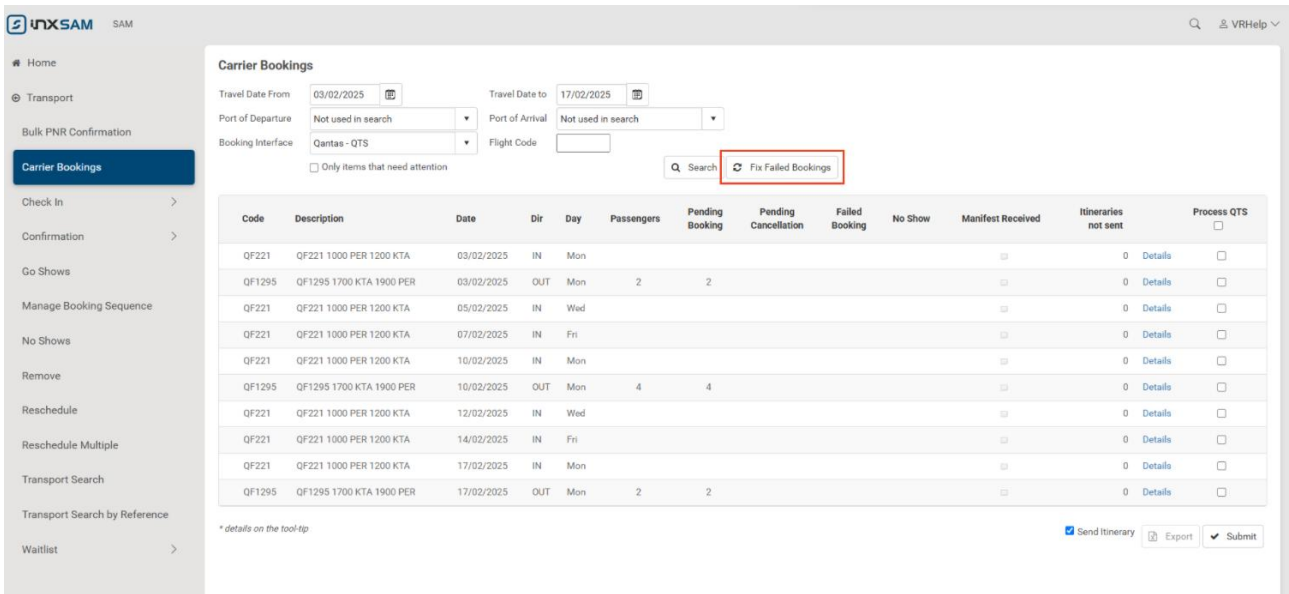 INXSAM SAM VRHelp
Home
Transport
Bulk PNR Confirmation
Carrier Bookings
Check In
Confirmation
Go Shows
Manage Booking Sequence
No Shows
Remove
Reschedule
Reschedule Multiple
Transport Search
Transport Search by Reference
Waitlist
Carrier Bookings
Travel Date From 03/02/2025 Travel Date to 17/02/2025
Port of Departure Not used in search Port of Arrival Not used in search
Booking Interface Qantas - QTS Flight Code
Only items that need attention Search Fix Failed Bookings
Code Description Date Dir Day Passengers Pending Booking Pending Cancellation Failed Booking No Show Manifest Received Itineraries not sent Process QTS
QF221 QF221 1000 PER 1200 KTA 03/02/2025 IN Mon 0 Details
QF1295 QF1295 1700 KTA 1900 PER 03/02/2025 OUT Mon 2 2 0 Details
QF221 QF221 1000 PER 1200 KTA 05/02/2025 IN Wed 0 Details
QF221 QF221 1000 PER 1200 KTA 07/02/2025 IN Fri 0 Details
QF221 QF221 1000 PER 1200 KTA 10/02/2025 IN Mon 0 Details
QF1295 QF1295 1700 KTA 1900 PER 10/02/2025 OUT Mon 4 4 0 Details
QF221 QF221 1000 PER 1200 KTA 12/02/2025 IN Wed 0 Details
QF221 QF221 1000 PER 1200 KTA 14/02/2025 IN Fri 0 Details
QF221 QF221 1000 PER 1200 KTA 17/02/2025 IN Mon 0 Details
QF1295 QF1295 1700 KTA 1900 PER 17/02/2025 OUT Mon 2 2 0 Details
* details on the tool-tip Send Itinerary Export Submit